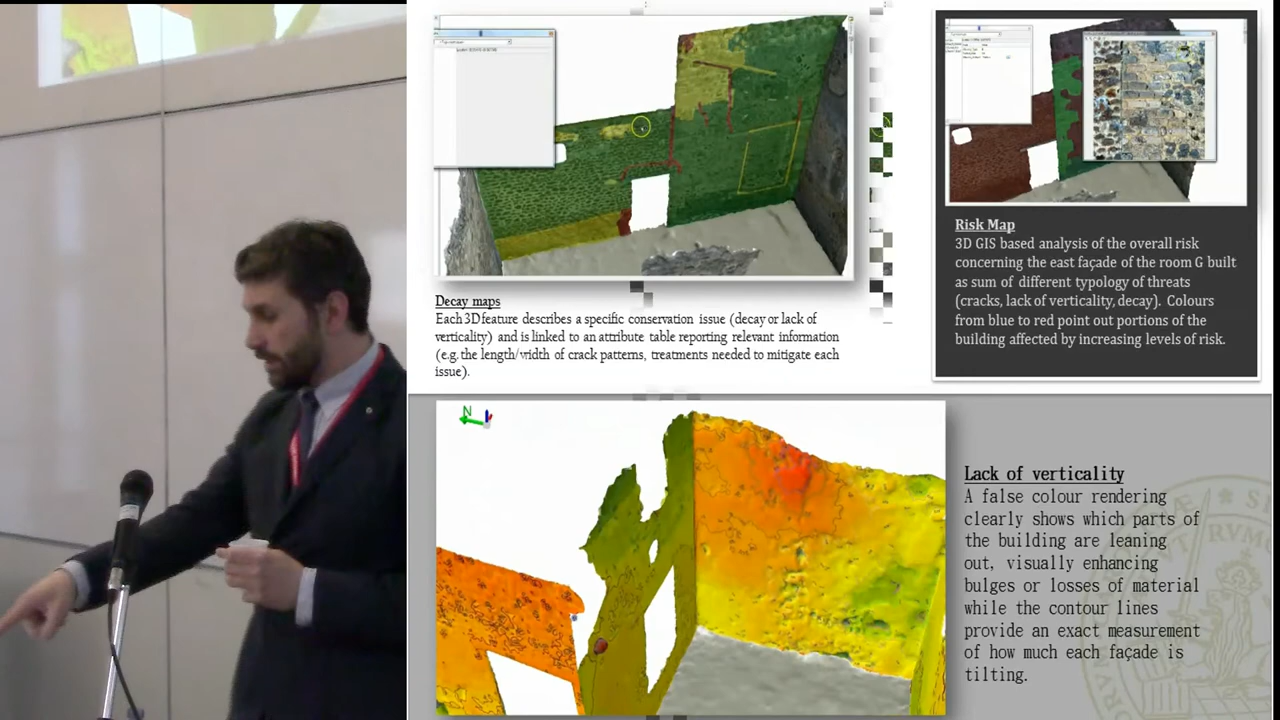 Decay maps
Each 3D feature describes a specific conservation issue (decay or lack of
verticality) and is linked to an attribute table reporting relevant information
(e.g. the length/width of crack patterns, treatments needed to mitigate each
issue).
Risk Map
3D GIS based analysis of the overall risk
concerning the east façade of the room G built
as sum of different typology of threats
(cracks, lack of verticality, decay). Colours
from blue to red point out portions of the
building affected by increasing levels of risk.
N
Lack of verticality
A false colour rendering
clearly shows which parts of
the building are leaning
out, visually enhancing
bulges or losses of material
while the contour lines
provide an exact measurement
of how much each façade is
tilting.